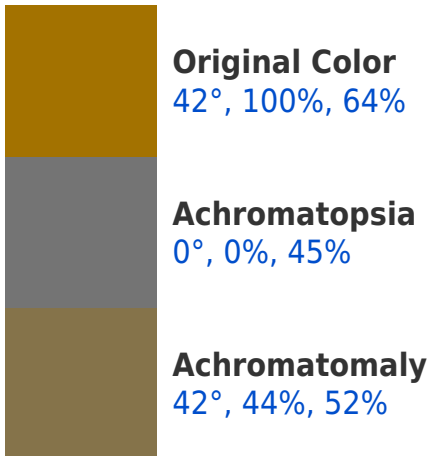 Original Color
42°, 100%, 64%
Achromatopsia
0°, 0%, 45%
Achromatomaly
42°, 44%, 52%